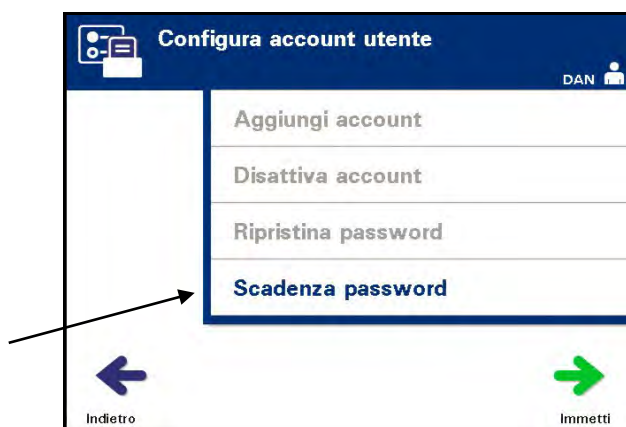 Configura account utente
DAN
Aggiungi account
Disattiva account
Ripristina password
Scadenza password
Indietro
Immetti